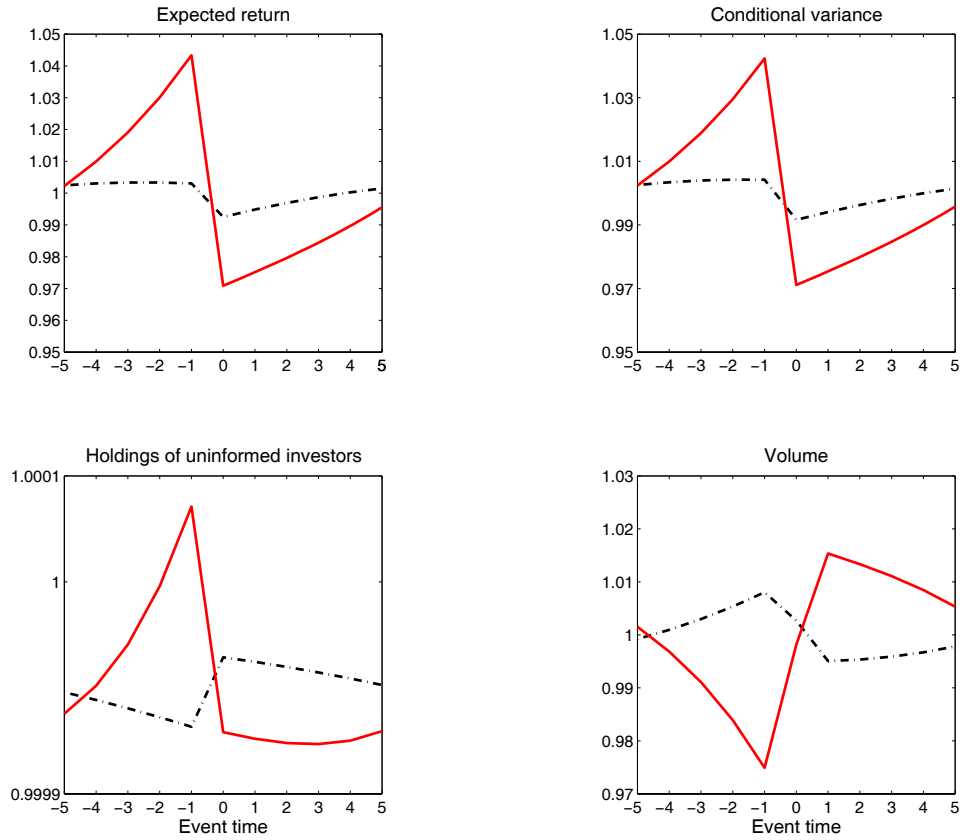 Expected return
1.05
1.04
1.03
1.02
1.01
1
0.99
0.98
0.97
0.96
0.95
−5 −4 −3 −2 −1 0 1 2 3 4 5
Conditional variance
1.05
1.03
1.01
0.99
0.97
0.95
−5 −4 −3 −2 −1 0 1 2 3 4 5
Holdings of uninformed investors
1.0001
1
0.9999
−5 −4 −3 −2 −1 0 1 2 3 4 5
Event time
Volume
1.03
1.02
1.01
1
0.99
0.98
0.97
−5 −4 −3 −2 −1 0 1 2 3 4 5
Event time